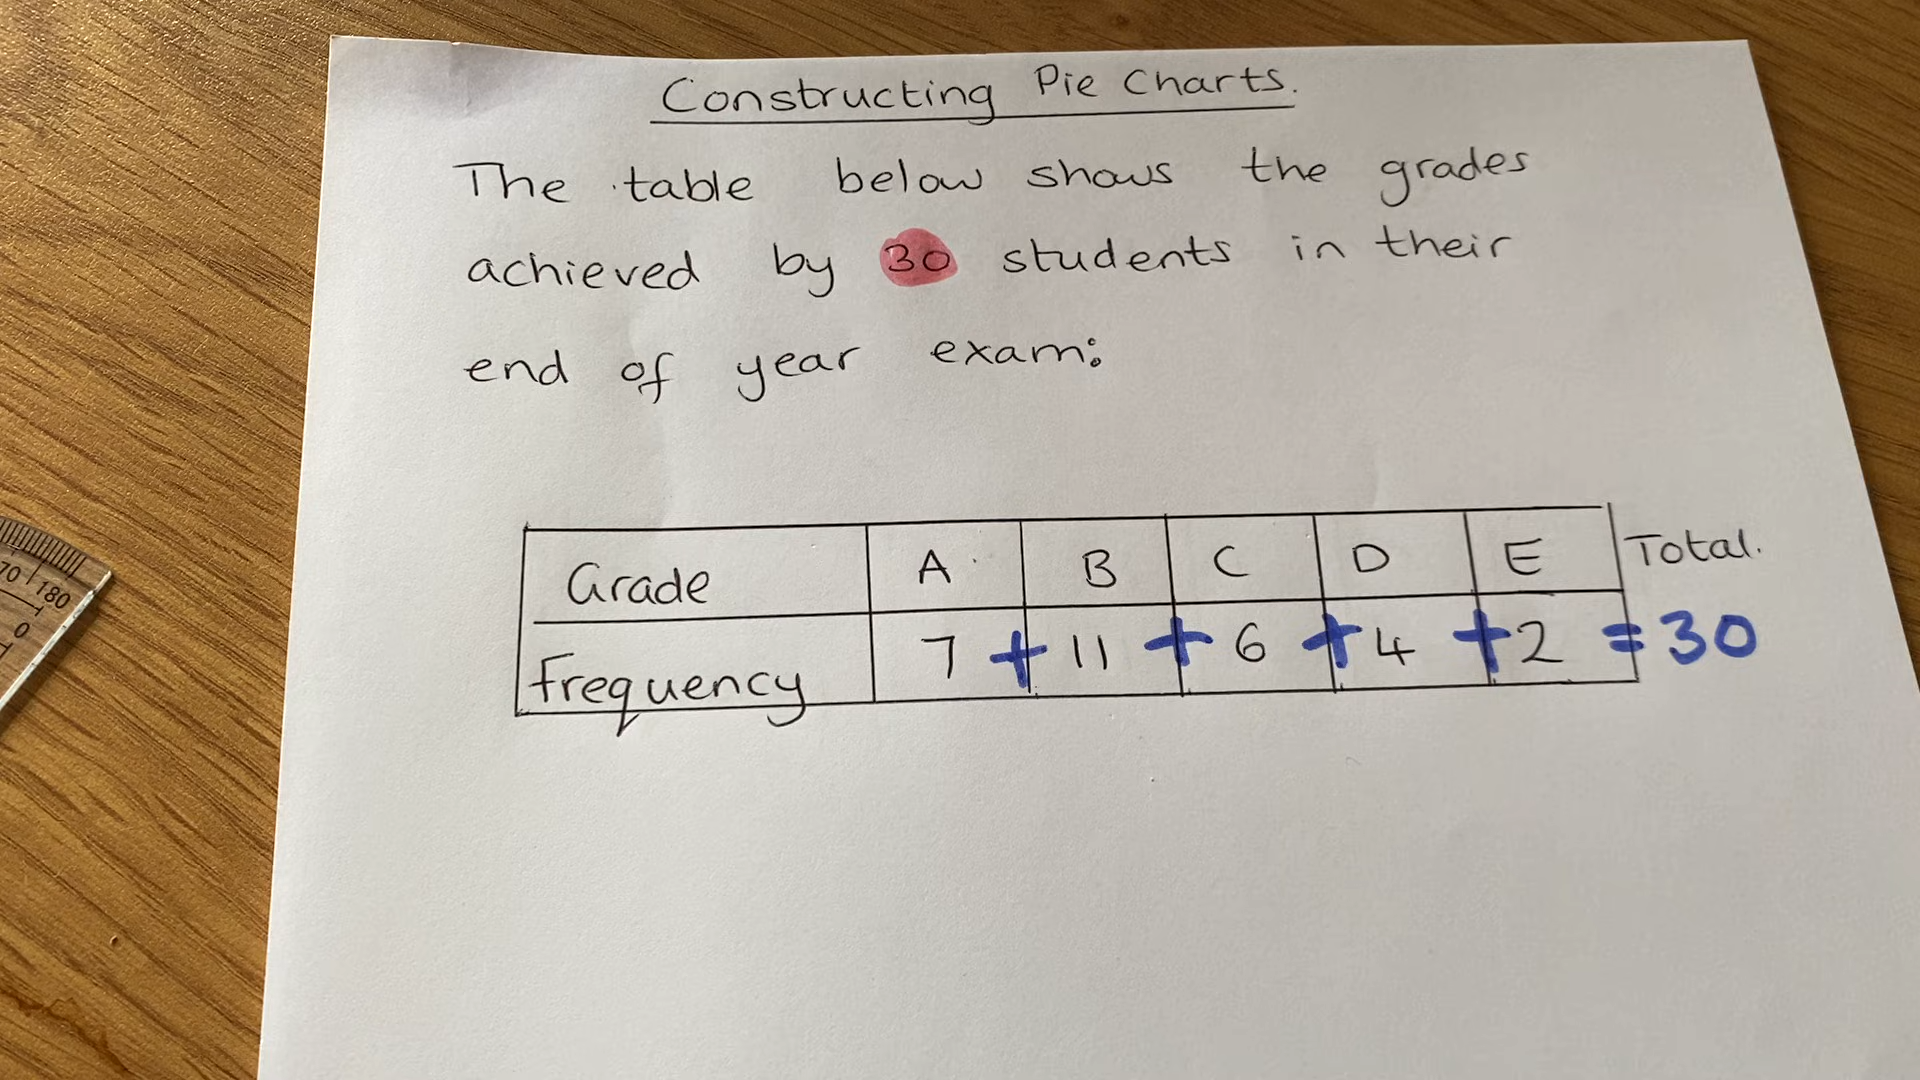 Constructing Pie Charts.
The table below shows the grades
achieved by 30 students in their
end of year exam:
Grade A B C D E Total.
Frequency 7 + 11 + 6 + 4 + 2 = 30
70 180
0